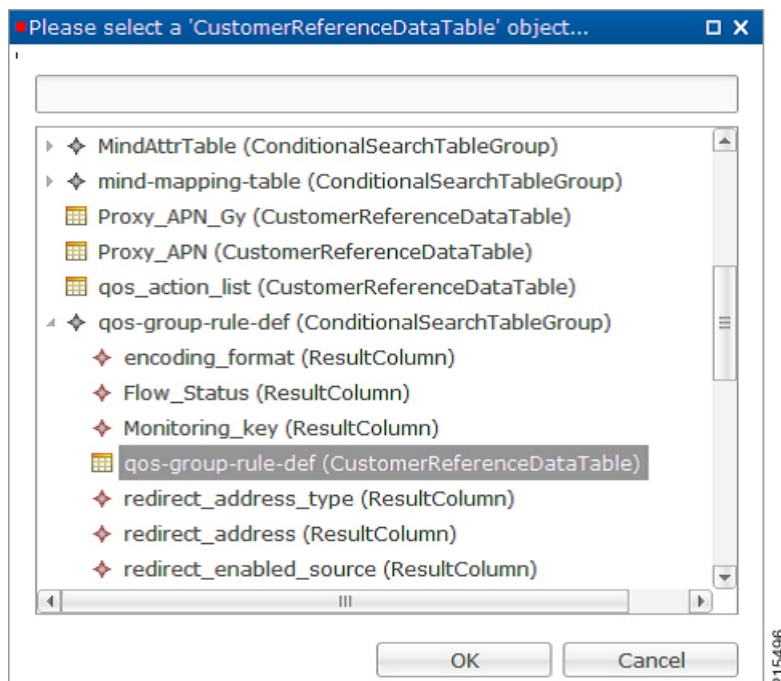 Please select a 'CustomerReferenceDataTable' object...
MindAttrTable (ConditionalSearchTableGroup)
mind-mapping-table (ConditionalSearchTableGroup)
Proxy_APN_Gy (CustomerReferenceDataTable)
Proxy_APN (CustomerReferenceDataTable)
qos_action_list (CustomerReferenceDataTable)
qos-group-rule-def (ConditionalSearchTableGroup)
encoding_format (ResultColumn)
Flow_Status (ResultColumn)
Monitoring_key (ResultColumn)
qos-group-rule-def (CustomerReferenceDataTable)
redirect_address_type (ResultColumn)
redirect_address (ResultColumn)
redirect_enabled_source (ResultColumn)
OK Cancel